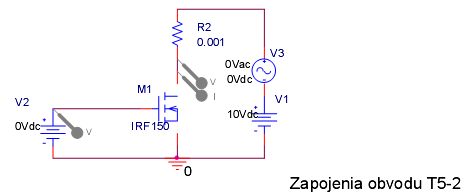 R2
0.001
V3
0Vac
0Vdc
V
I
M1
V1
V2
10Vdc
0Vdc
V
IRF150
0
Zapojenia obvodu T5-2